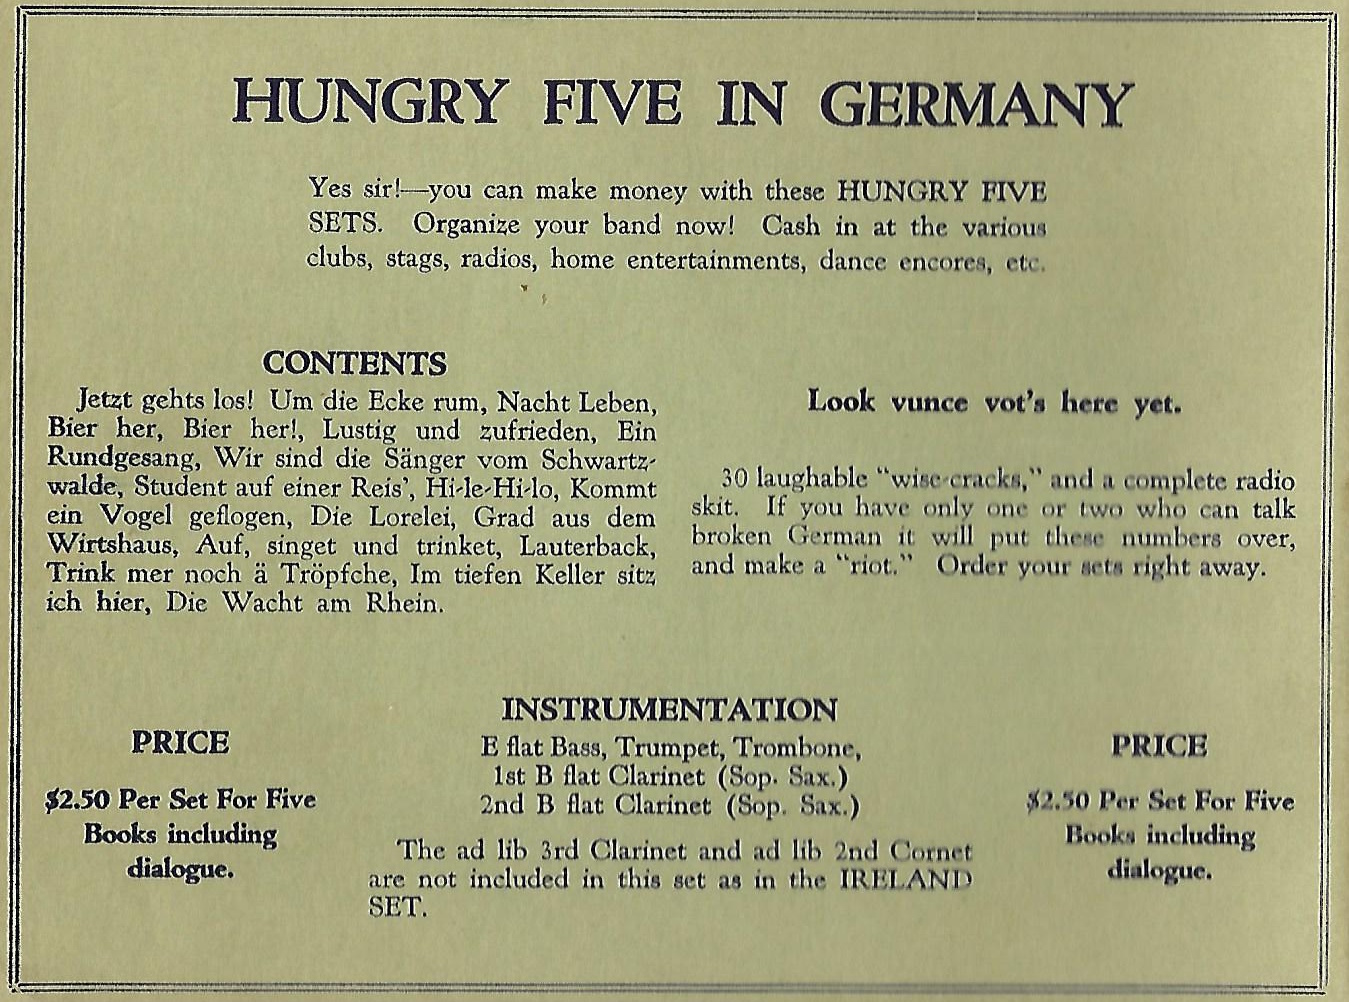 HUNGRY FIVE IN GERMANY
Yes sir!—you can make money with these HUNGRY FIVE
SETS. Organize your band now! Cash in at the various
clubs, stags, radios, home entertainments, dance encores, etc.
CONTENTS
Jetzt gehts los! Um die Ecke rum, Nacht Leben,
Bier her, Bier her!, Lustig und zufrieden, Ein
Rundgesang, Wir sind die Sänger vom Schwartz-
walde, Student auf einer Reis', Hi-le-Hi-lo, Kommt
ein Vogel geflogen, Die Lorelei, Grad aus dem
Wirtshaus, Auf, singet und trinket, Lauterback,
Trink mer noch ä Tröpfche, Im tiefen Keller sitz
ich hier, Die Wacht am Rhein.
Look vunce vot's here yet.
30 laughable "wise-cracks," and a complete radio
skit. If you have only one or two who can talk
broken German it will put these numbers over,
and make a "riot." Order your sets right away.
PRICE
$2.50 Per Set For Five
Books including
dialogue.
INSTRUMENTATION
E flat Bass, Trumpet, Trombone,
1st B flat Clarinet (Sop. Sax.)
2nd B flat Clarinet (Sop. Sax.)
The ad lib 3rd Clarinet and ad lib 2nd Cornet
are not included in this set as in the IRELAND
SET.
PRICE
$2.50 Per Set For Five
Books including
dialogue.